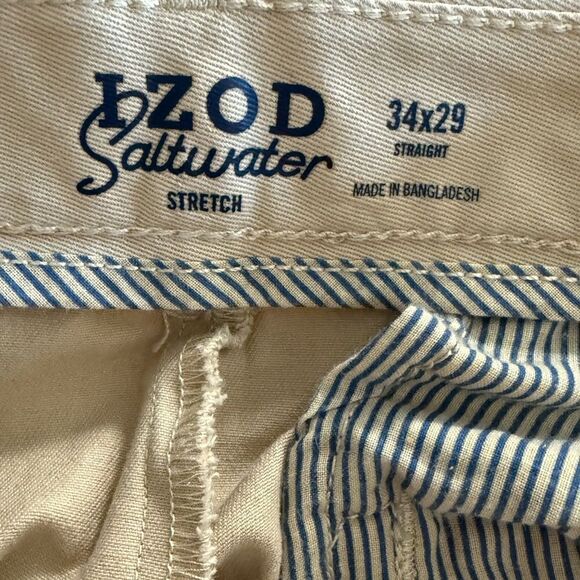 IZOD
Saltwater
STRETCH
34x29
STRAIGHT
MADE IN BANGLADESH